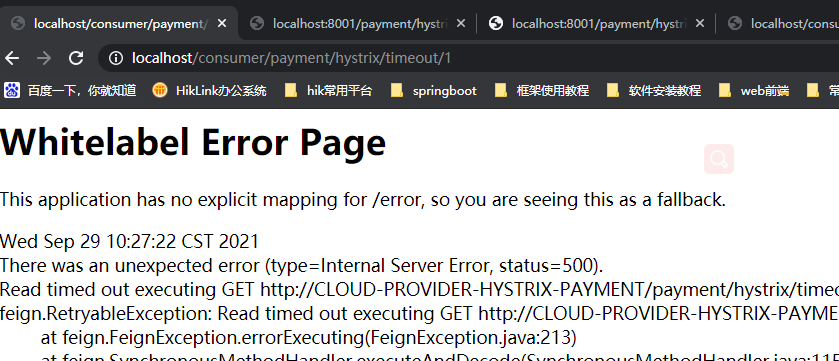 localhost/consumer/payment/
localhost:8001/payment/hystri
localhost:8001/payment/hystri
localhost/consu
localhost/consumer/payment/hystrix/timeout/1
百度一下，你就知道 HikLink办公系统 hik常用平台 springboot 框架使用教程 软件安装教程 web前端 常
Whitelabel Error Page
This application has no explicit mapping for /error, so you are seeing this as a fallback.
Wed Sep 29 10:27:22 CST 2021
There was an unexpected error (type=Internal Server Error, status=500).
Read timed out executing GET http://CLOUD-PROVIDER-HYSTRIX-PAYMENT/payment/hystrix/timeo
feign.RetryableException: Read timed out executing GET http://CLOUD-PROVIDER-HYSTRIX-PAYME
at feign.FeignException.errorExecuting(FeignException.java:213)
at feign.SynchronousMethodHandler.executeAndDecode(SynchronousMethodHandler.java:115